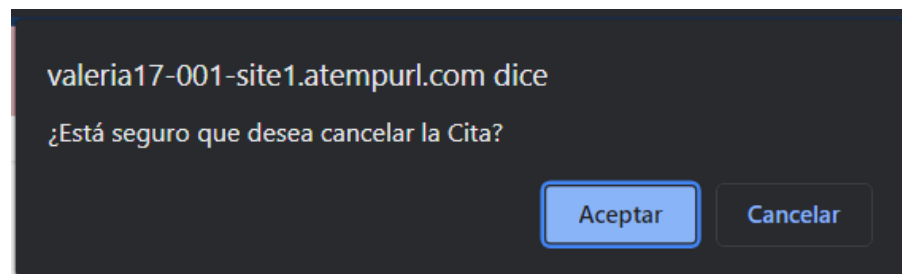 valeria17-001-site1.atempurl.com dice
¿Está seguro que desea cancelar la Cita?
Aceptar Cancelar